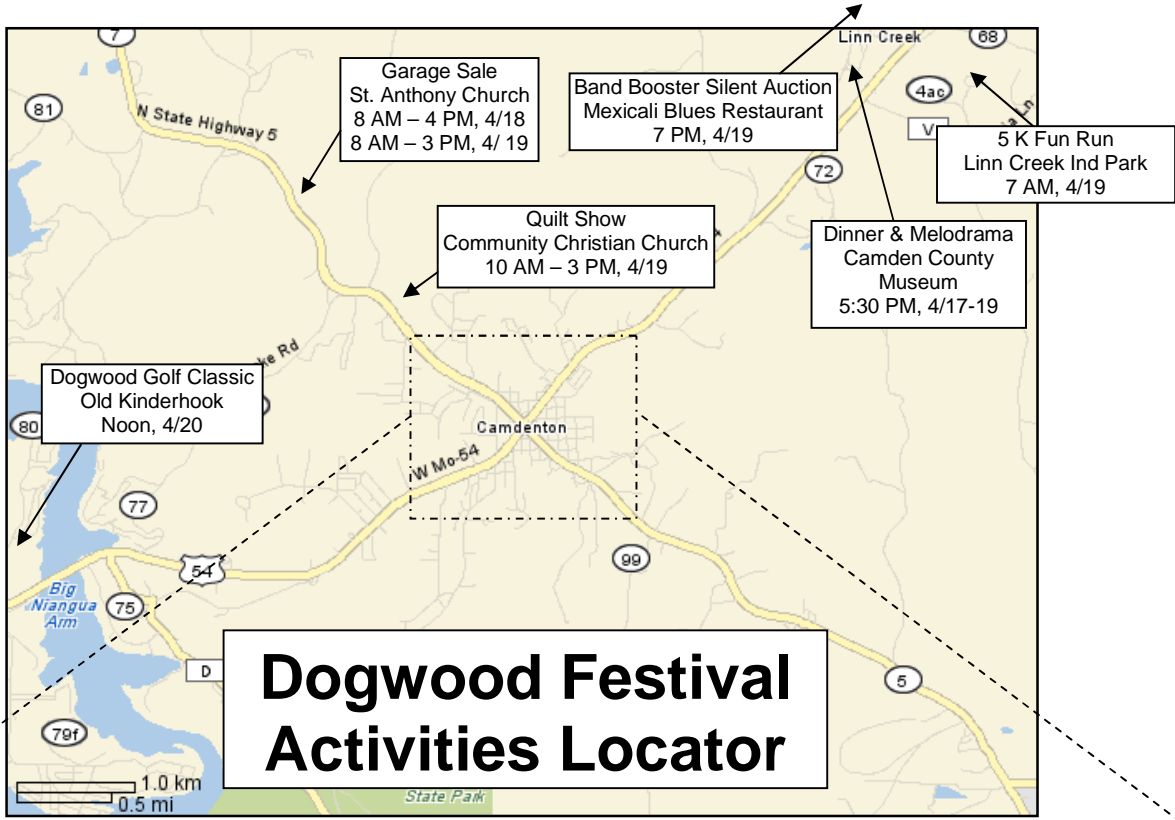 Linn Creek
7
68
Garage Sale
St. Anthony Church
8 AM – 4 PM, 4/18
8 AM – 3 PM, 4/ 19
Band Booster Silent Auction
Mexicali Blues Restaurant
7 PM, 4/19
4ac
81
N State Highway 5
V
5 K Fun Run
Linn Creek Ind Park
7 AM, 4/19
72
Quilt Show
Community Christian Church
10 AM – 3 PM, 4/19
Dinner & Melodrama
Camden County
Museum
5:30 PM, 4/17-19
Rd
Dogwood Golf Classic
Old Kinderhook
Noon, 4/20
80
Camdenton
W Mo-54
77
99
54
Big
Niangua
Arm
75
D
Dogwood Festival
Activities Locator
5
79f
1.0 km
0.5 mi
State Park